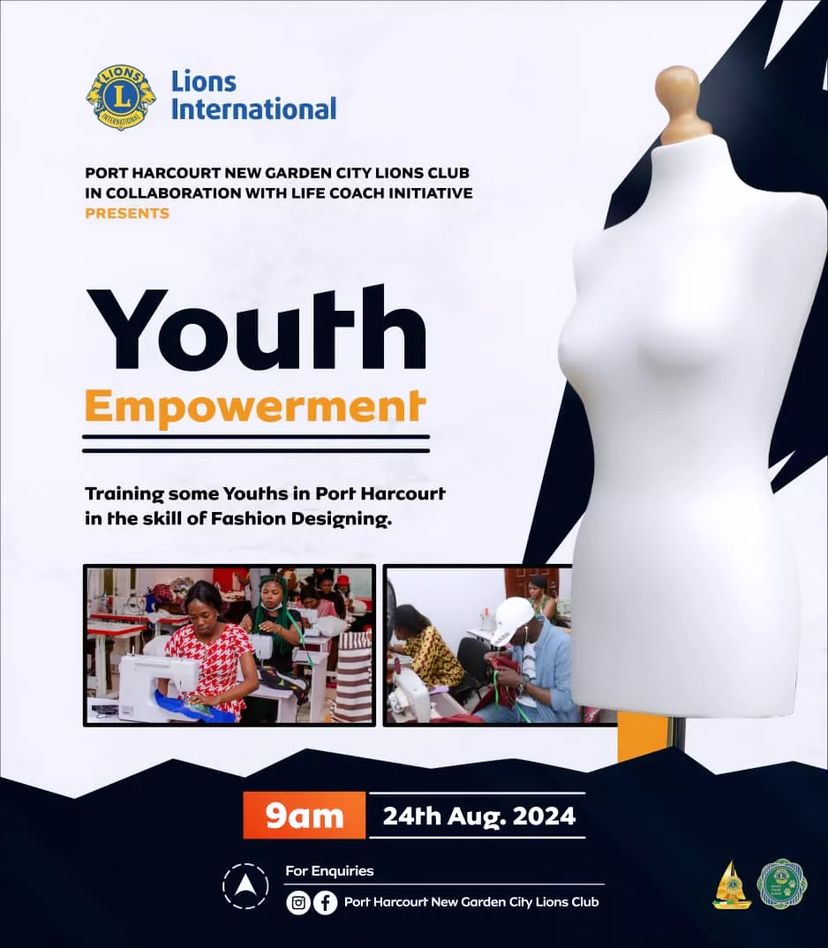 LIONS
L
INTERNATIONAL
Lions
International
PORT HARCOURT NEW GARDEN CITY LIONS CLUB
IN COLLABORATION WITH LIFE COACH INITIATIVE
PRESENTS
Youth
Empowerment
Training some Youths in Port Harcourt
in the skill of Fashion Designing.
9am
24th Aug. 2024
For Enquiries
Port Harcourt New Garden City Lions Club